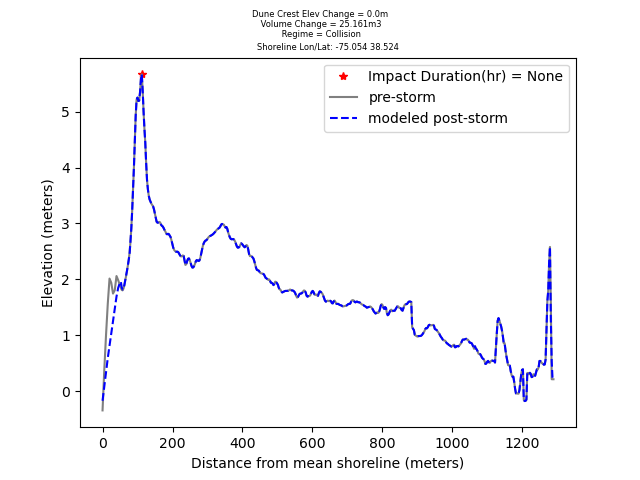 Dune Crest Elev Change = 0.0m
Volume Change = 25.161m3
Regime = Collision
Shoreline Lon/Lat: -75.054 38.524
Impact Duration(hr) = None
pre-storm
modeled post-storm
Elevation (meters)
5
4
3
2
1
0
0 200 400 600 800 1000 1200
Distance from mean shoreline (meters)